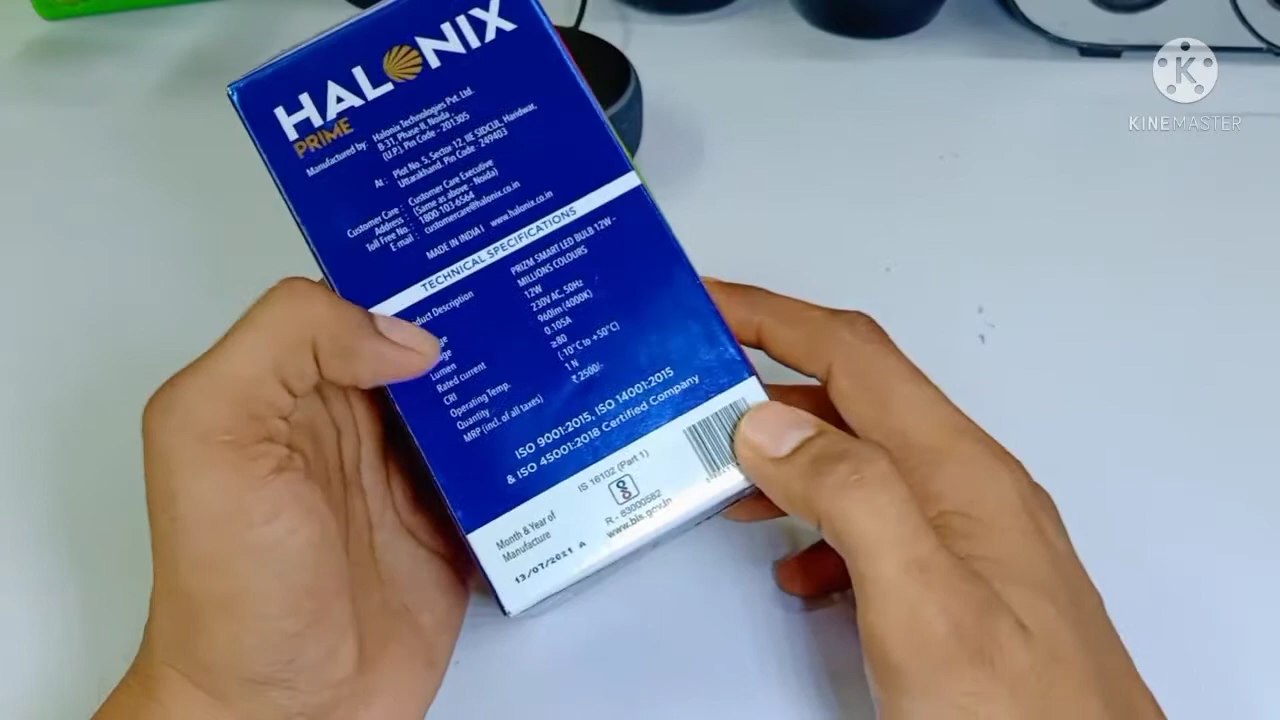 HALONIX
PRIME
Manufactured by: Halonix Technologies Pvt. Ltd.
B-31, Phase-II, Noida
(U.P.). Pin Code - 201305
At : Plot No. 5, Sector 12, IIE SIDCUL, Haridwar,
Uttarakhand. Pin Code - 249403
Customer Care : Customer Care Executive
Address : (Same as above - Noida)
Toll Free No. : 1800-103-6564
E-mail : customercare@halonix.co.in
MADE IN INDIA I www.halonix.co.in
TECHNICAL SPECIFICATIONS
Description PRIZM SMART LED BULB 12W -
MILLIONS COLOURS
12W
230V AC, 50Hz
Lumen 960lm (4000K)
Rated current 0.105A
CRI ≥80
Operating Temp. (-10°C to +50°C)
Quantity 1 N
MRP (incl. of all taxes) ₹ 2500/-
ISO 9001:2015, ISO 14001:2015
& ISO 45001:2018 Certified Company
IS 16102 (Part 1)
R - 83000582
www.bis.gov.in
Month & Year of
Manufacture
13/07/2021 A
K
KINEMASTER